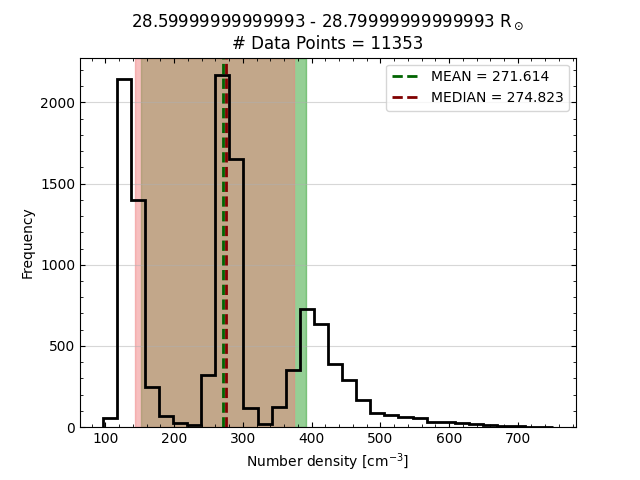 28.59999999999993 - 28.79999999999993 R⊙
# Data Points = 11353
MEAN = 271.614
MEDIAN = 274.823
2000
1500
1000
500
0
Frequency
100 200 300 400 500 600 700
Number density [cm⁻³]